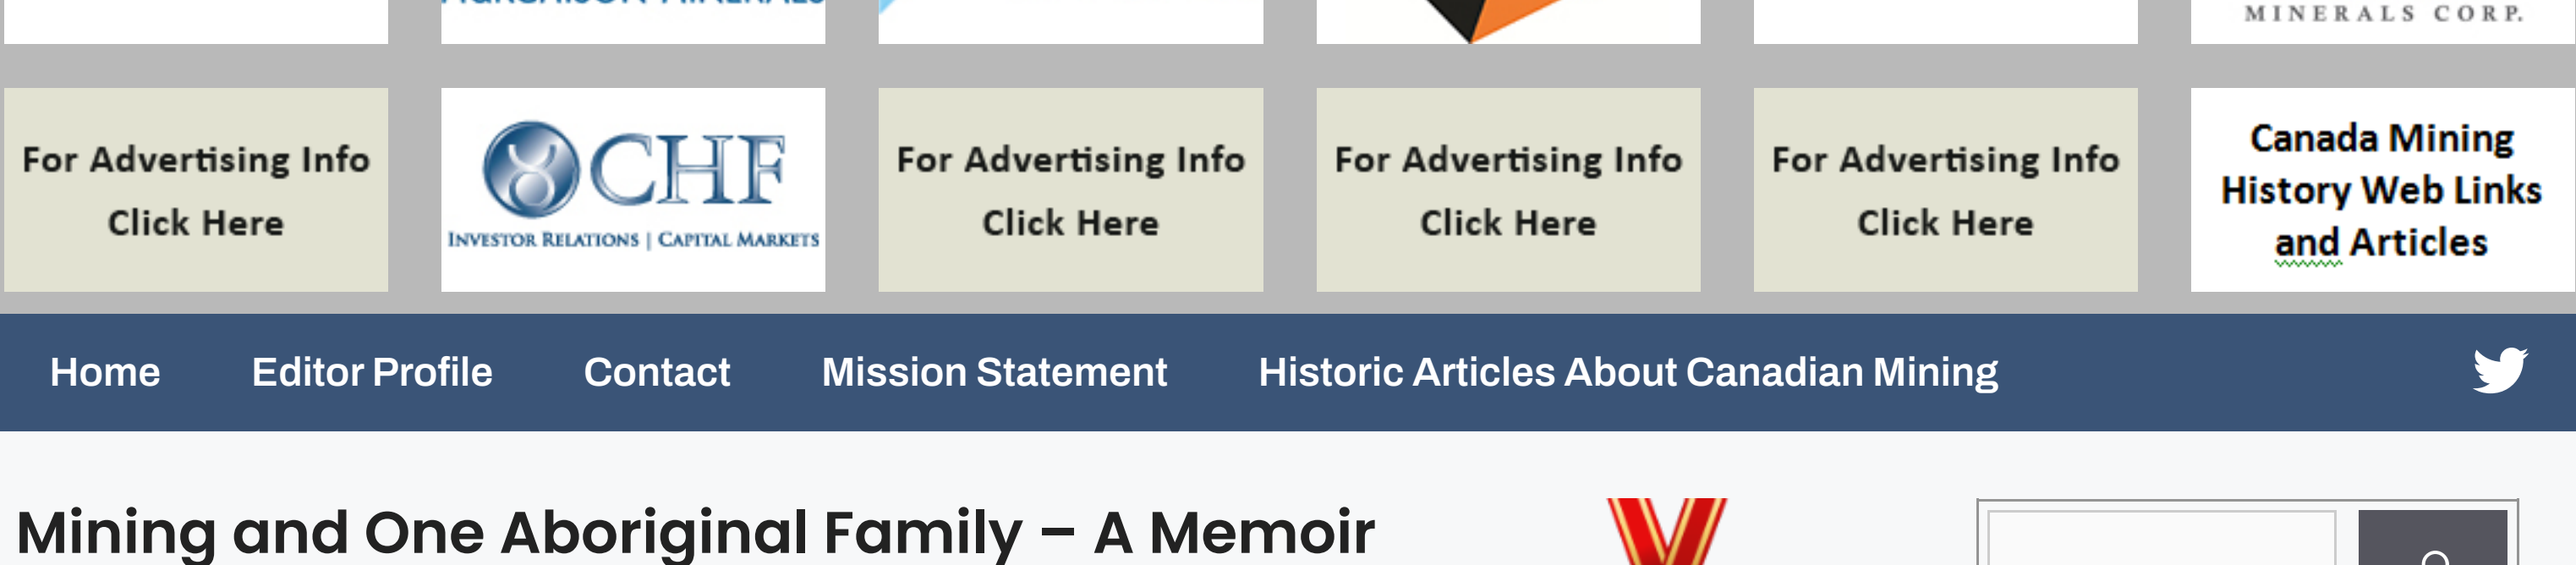 MINERALS CORP.
For Advertising Info
Click Here
CHF
INVESTOR RELATIONS | CAPITAL MARKETS
For Advertising Info
Click Here
For Advertising Info
Click Here
For Advertising Info
Click Here
Canada Mining
History Web Links
and Articles
Home Editor Profile Contact Mission Statement Historic Articles About Canadian Mining
Mining and One Aboriginal Family – A Memoir